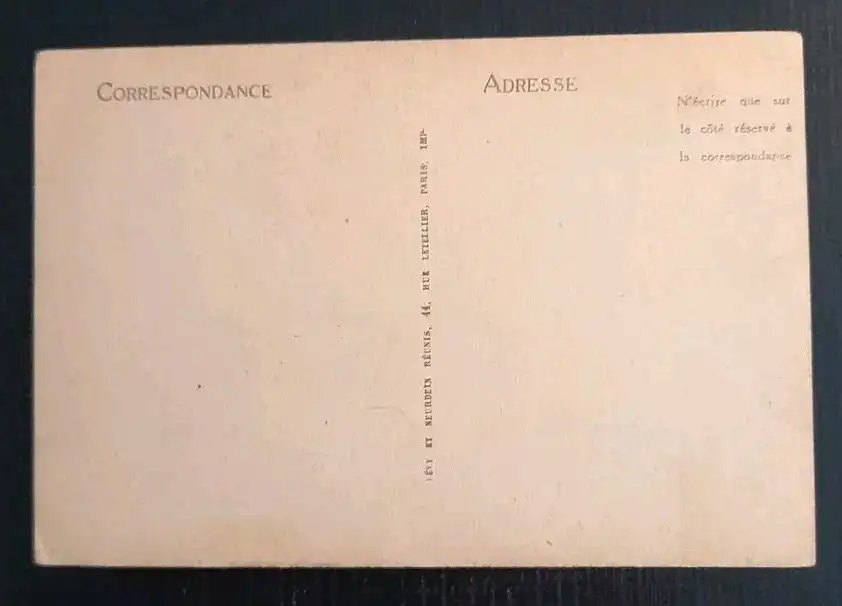 CORRESPONDANCE
ADRESSE
N'écrire que sur
le côté réservé à
la correspondance
LÉVY ET NEURDEIN RÉUNIS, 44, RUE LETELLIER, PARIS. IMP.